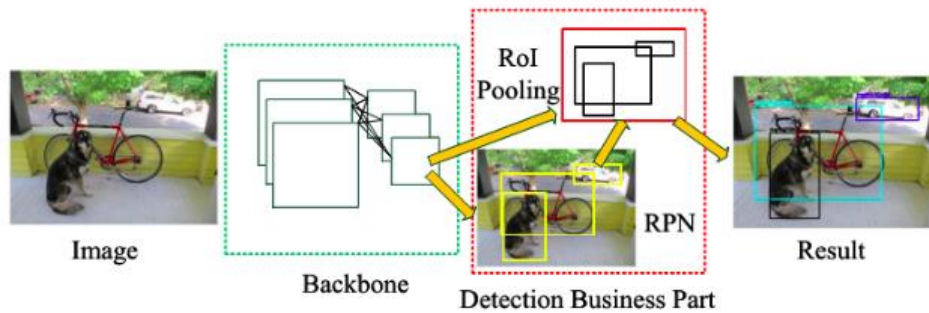 RoI
Pooling
RPN
Image
Backbone
Detection Business Part
Result